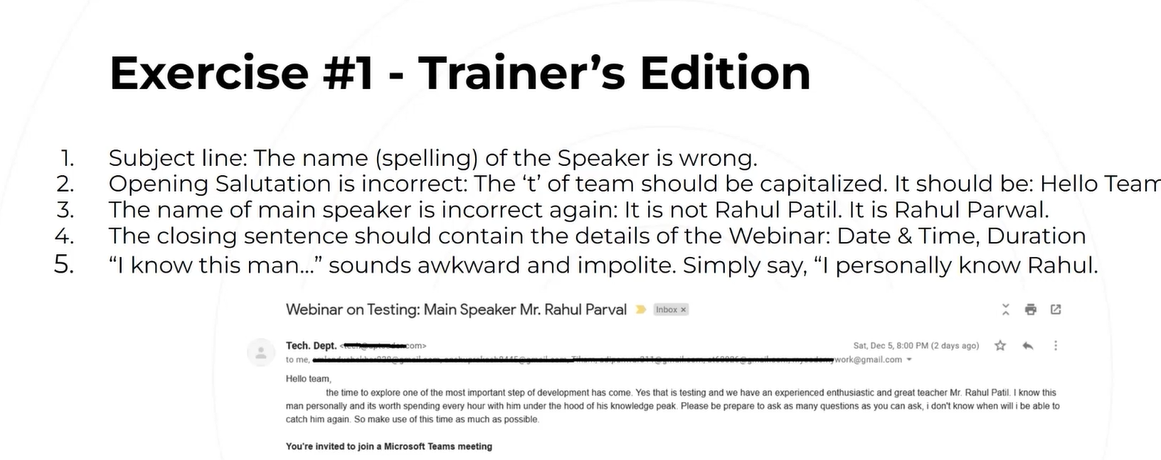 Exercise #1 - Trainer's Edition
1. Subject line: The name (spelling) of the Speaker is wrong.
2. Opening Salutation is incorrect: The 't' of team should be capitalized. It should be: Hello Team
3. The name of main speaker is incorrect again: It is not Rahul Patil. It is Rahul Parwal.
4. The closing sentence should contain the details of the Webinar: Date & Time, Duration
5. “I know this man...” sounds awkward and impolite. Simply say, “I personally know Rahul.
Webinar on Testing: Main Speaker Mr. Rahul Parval Inbox ×
Tech. Dept. com> Sat, Dec 5, 8:00 PM (2 days ago)
to me, work@gmail.com
Hello team,
the time to explore one of the most important step of development has come. Yes that is testing and we have an experienced enthusiastic and great teacher Mr. Rahul Patil. I know this
man personally and its worth spending every hour with him under the hood of his knowledge peak. Please be prepare to ask as many questions as you can ask, i don't know when will i be able to
catch him again. So make use of this time as much as possible.
You're invited to join a Microsoft Teams meeting